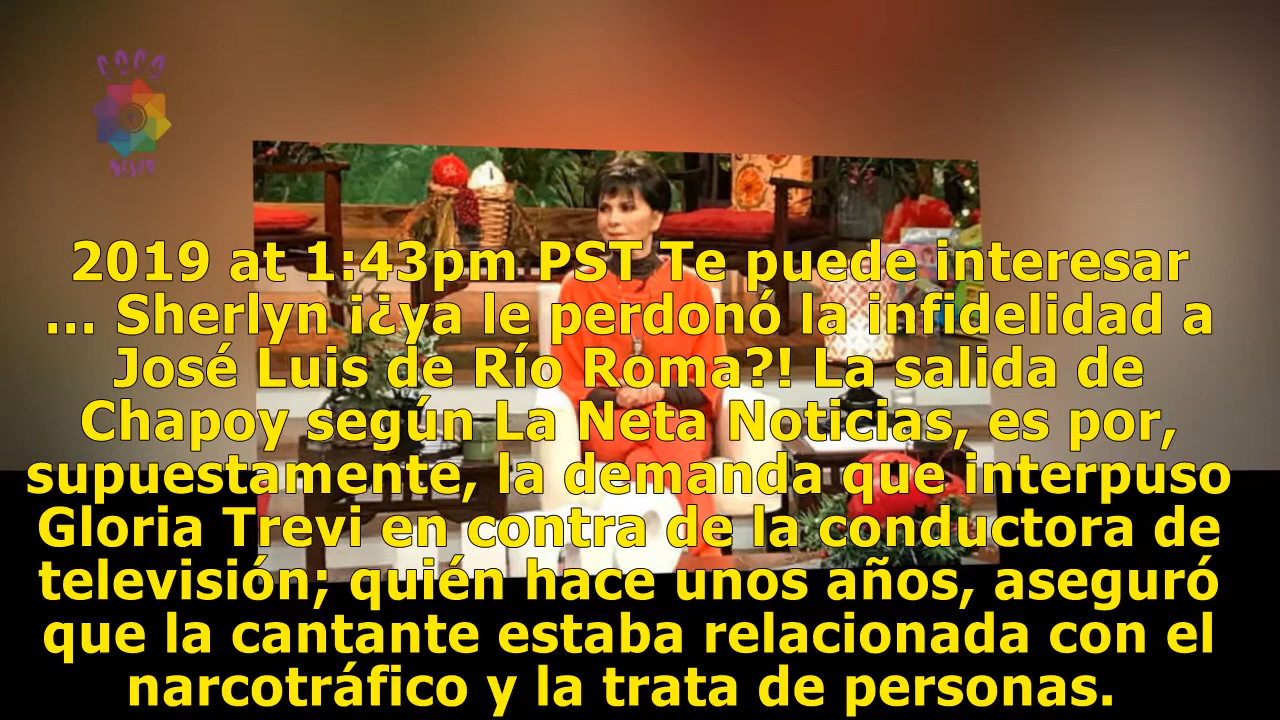 COCO
NEWS
2019 at 1:43pm PST Te puede interesar
... Sherlyn ¡¿ya le perdonó la infidelidad a
José Luis de Río Roma?! La salida de
Chapoy según La Neta Noticias, es por,
supuestamente, la demanda que interpuso
Gloria Trevi en contra de la conductora de
televisión; quién hace unos años, aseguró
que la cantante estaba relacionada con el
narcotráfico y la trata de personas.